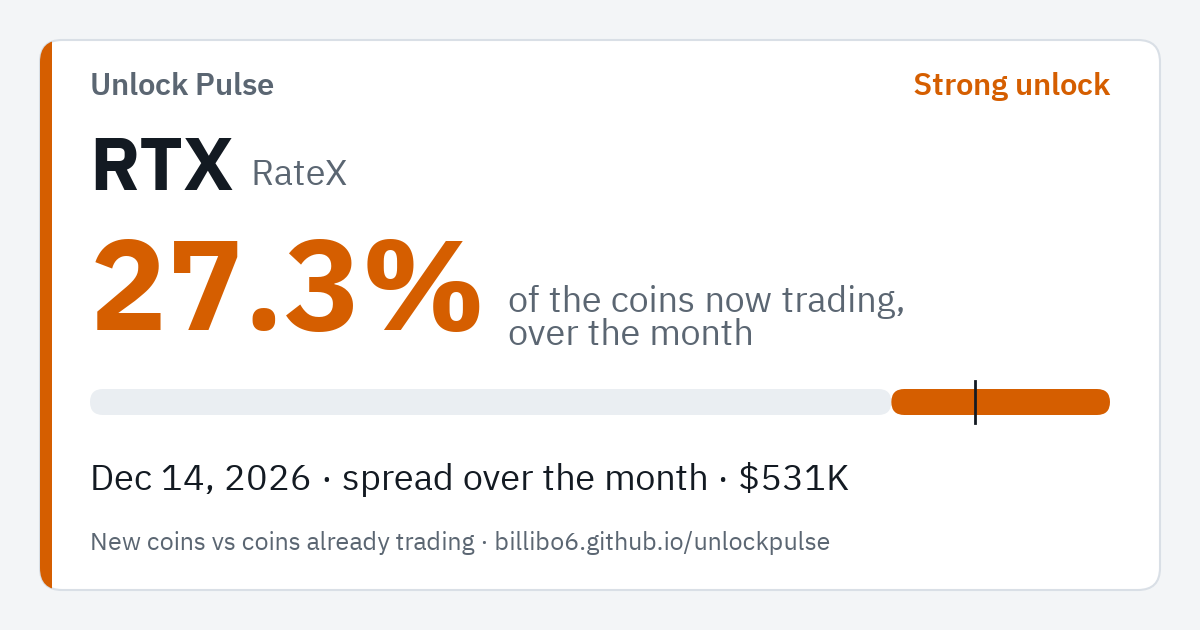 Unlock Pulse
Strong unlock
RTX RateX
27.3% of the coins now trading,
over the month
Dec 14, 2026 · spread over the month · $531K
New coins vs coins already trading · billibo6.github.io/unlockpulse